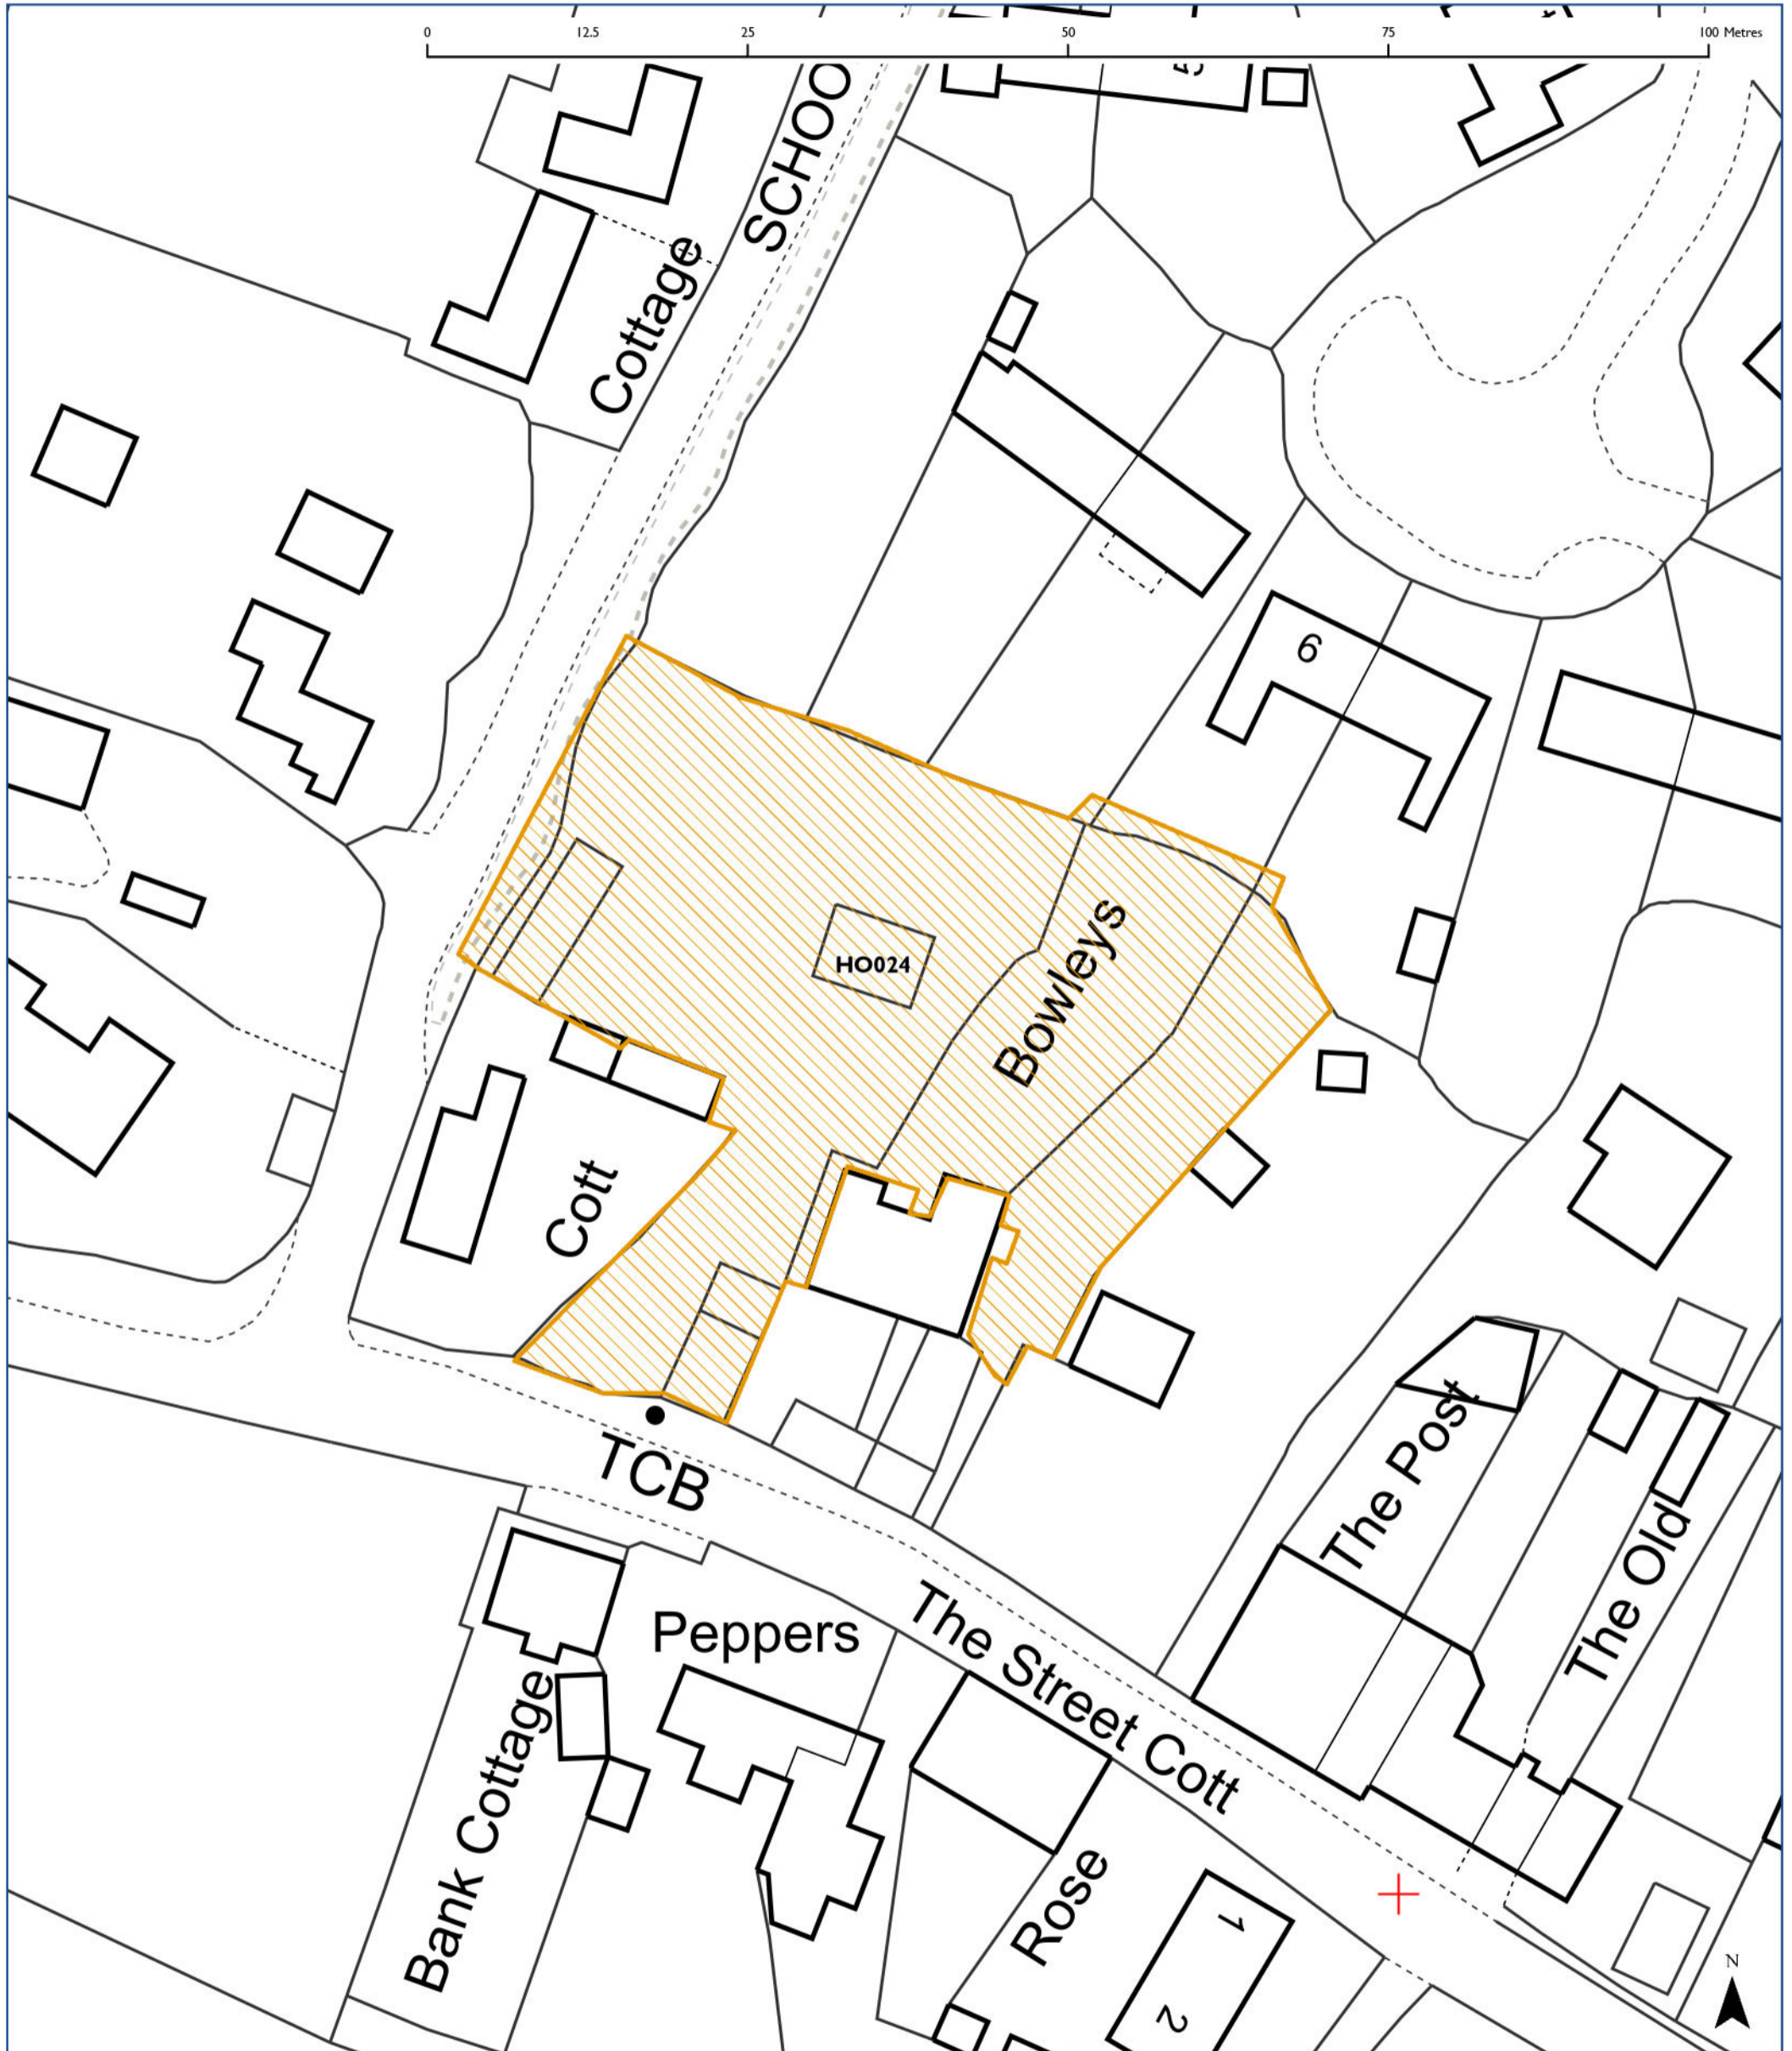 0 12.5 25 50 75 100 Metres
SCHOO
Cottage
6
HO024
Bowleys
Cott
TCB
The Post
The Old
Peppers
The Street Cott
Bank Cottage
Rose
1
2
N